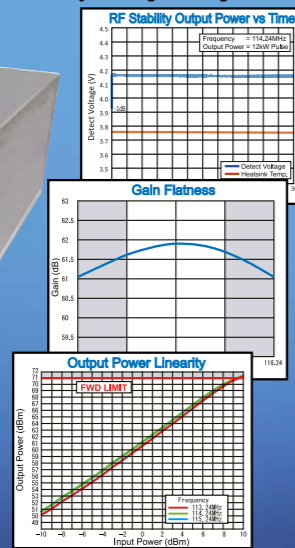 RF Stability Output Power vs Time
Frequency = 114.24MHz
Output Power = 12kW Pulse
4.5
4.4
4.3
4.2
4.1
4.0
3.9
3.8
3.7
3.6
3.5
Detect Voltage (V)
-1dB
Detect Voltage
Heatsink Temp.
Gain Flatness
63
62.5
62
61.5
61
60.5
60
59.5
Gain (dB)
116.24
Output Power Linearity
72
71
70
69
68
67
66
65
64
63
62
61
60
59
58
57
56
55
54
53
52
51
50
49
Output Power (dBm)
FWD LIMIT
Frequency
113.24MHz
114.24MHz
115.24MHz
-10 -8 -6 -4 -2 0 2 4 6 8 10
Input Power (dBm)